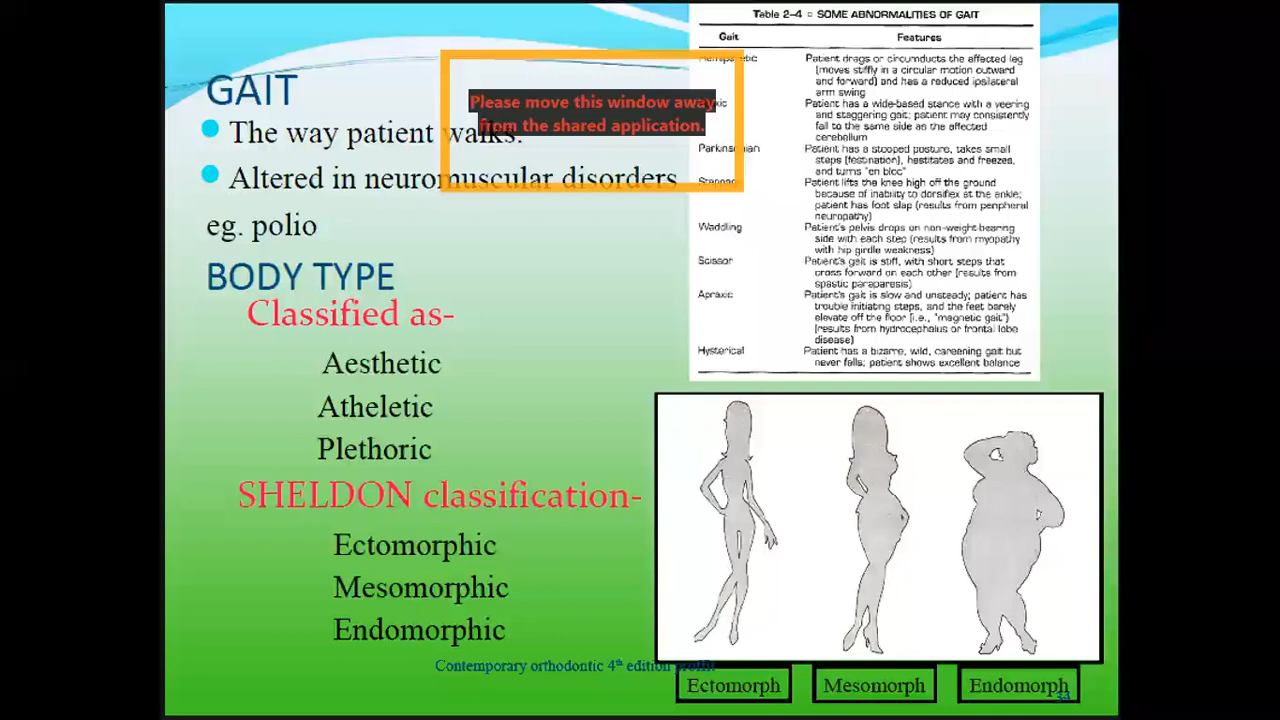 GAIT
The way patient walks.
Altered in neuromuscular disorders
eg. polio
BODY TYPE
Classified as-
Aesthetic
Atheletic
Plethoric
SHELDON classification-
Ectomorphic
Mesomorphic
Endomorphic
Contemporary orthodontic 4th edition proffit
Please move this window away
from the shared application.
Table 2-4 □ SOME ABNORMALITIES OF GAIT
Gait Features
Patient drags or circumducts the affected leg
(moves stiffly in a circular motion outward
and forward) and has a reduced ipsilateral
arm swing
Patient has a wide-based stance with a veering
and staggering gait; patient may consistently
fall to the same side as the affected
cerebellum
Parkinsonian Patient has a stooped posture, takes small
steps (festination), hestitates and freezes,
and turns "en bloc"
Patient lifts the knee high off the ground
because of inability to dorsiflex at the ankle;
patient has foot slap (results from peripheral
neuropathy)
Waddling Patient's pelvis drops on non-weight-bearing
side with each step (results from myopathy
with hip girdle weakness)
Scissor Patient's gait is stiff, with short steps that
cross forward on each other (results from
spastic paraparesis)
Apraxic Patient's gait is slow and unsteady; patient has
trouble initiating steps, and the feet barely
elevate off the floor (i.e., "magnetic gait")
(results from hydrocephalus or frontal lobe
disease)
Hysterical Patient has a bizarre, wild, careening gait but
never falls; patient shows excellent balance
Ectomorph Mesomorph Endomorph